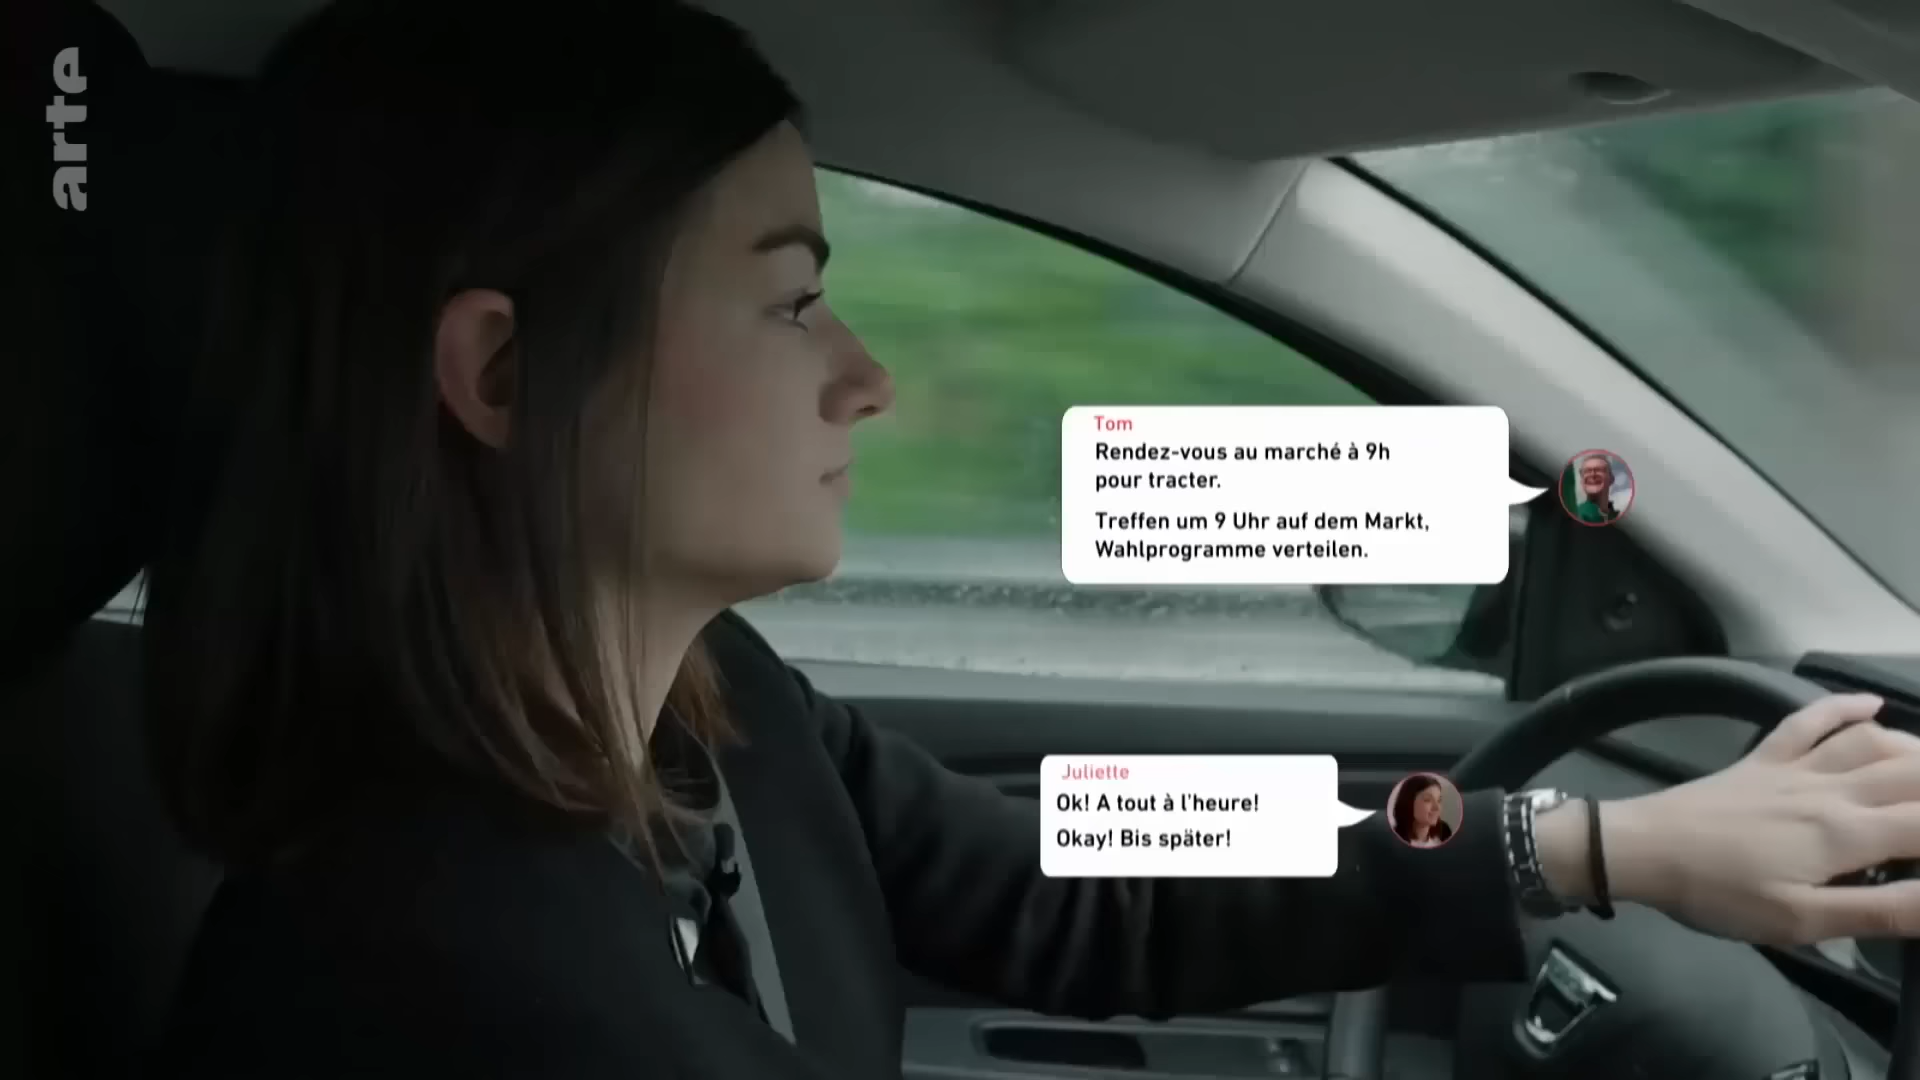 arte
Tom
Rendez-vous au marché à 9h
pour tracter.
Treffen um 9 Uhr auf dem Markt,
Wahlprogramme verteilen.
Juliette
Ok! A tout à l'heure!
Okay! Bis später!